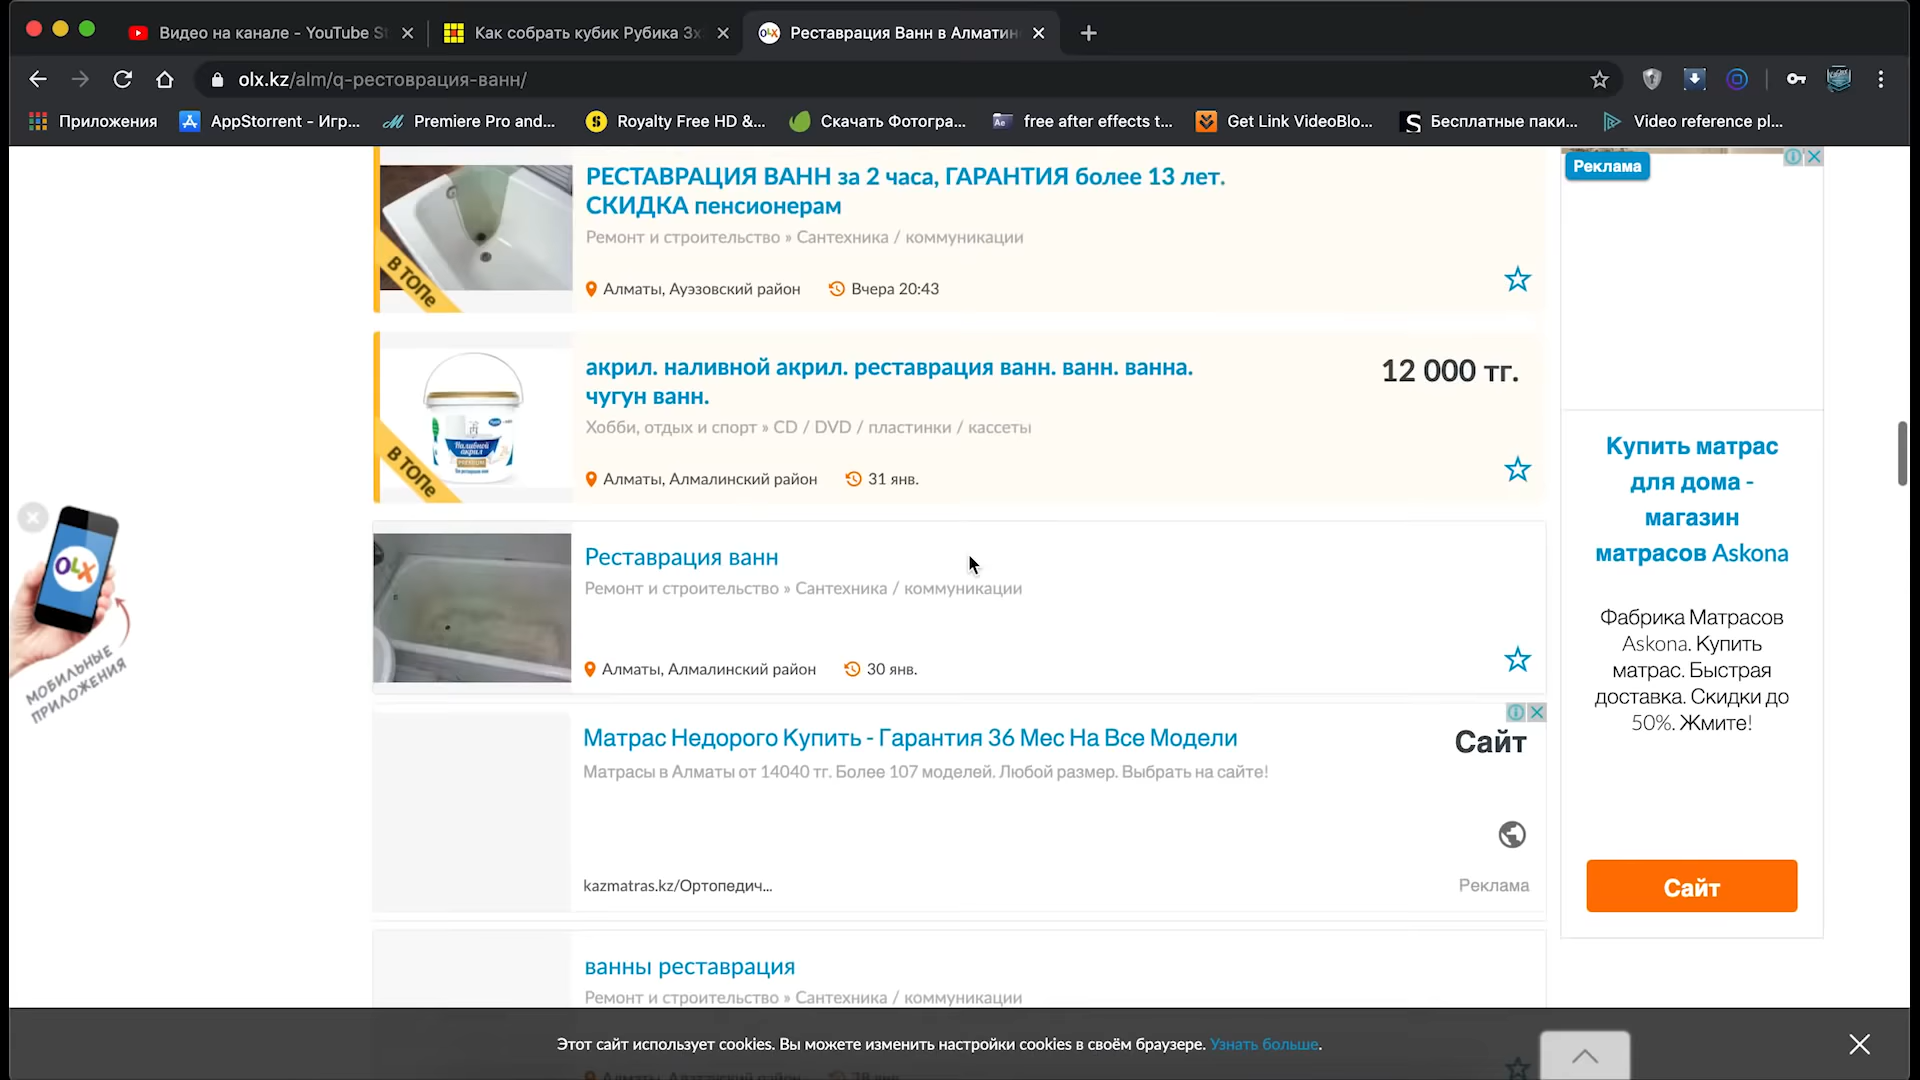 Видео на канале - YouTube S
Как собрать кубик Рубика 3x
OLX
Реставрация Ванн в Алматин
olx.kz/alm/q-рестоврация-ванн/
Приложения
AppStorrent - Игр...
Premiere Pro and...
Royalty Free HD &...
Скачать Фотогра...
Ae
free after effects t...
Get Link VideoBlo...
Бесплатные паки...
Video reference pl...
РЕСТАВРАЦИЯ ВАНН за 2 часа, ГАРАНТИЯ более 13 лет.
СКИДКА пенсионерам
Ремонт и строительство » Сантехника / коммуникации
Алматы, Ауэзовский район
Вчера 20:43
В ТОПе
акрил. наливной акрил. реставрация ванн. ванн. ванна.
чугун ванн.
12 000 тг.
Хобби, отдых и спорт » CD / DVD / пластинки / кассеты
Алматы, Алмалинский район
31 янв.
Наливной
акрил
PREMIUM
В ТОПе
Реставрация ванн
Ремонт и строительство » Сантехника / коммуникации
Алматы, Алмалинский район
30 янв.
Матрас Недорого Купить - Гарантия 36 Мес На Все Модели
Сайт
Матрасы в Алматы от 14040 тг. Более 107 моделей. Любой размер. Выбрать на сайте!
kazmatras.kz/Ортопедич...
Реклама
ванны реставрация
Ремонт и строительство » Сантехника / коммуникации
Реклама
Купить матрас
для дома -
магазин
матрасов Askona
Фабрика Матрасов
Askona. Купить
матрас. Быстрая
доставка. Скидки до
50%. Жмите!
Сайт
OLX
МОБИЛЬНЫЕ
ПРИЛОЖЕНИЯ
Этот сайт использует cookies. Вы можете изменить настройки cookies в своём браузере. Узнать больше.